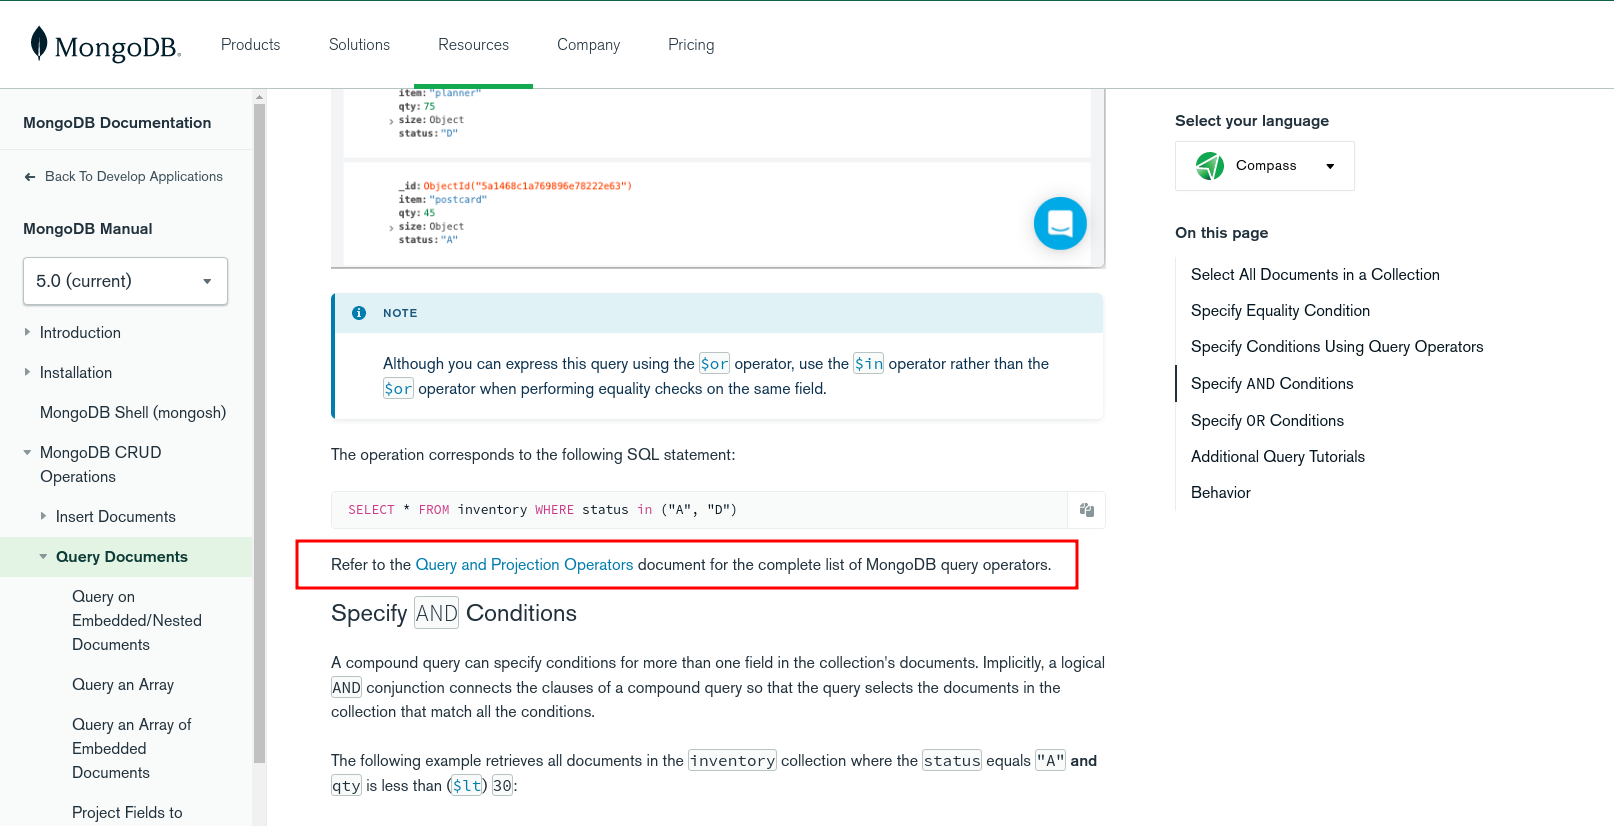 MongoDB.
Products
Solutions
Resources
Company
Pricing
MongoDB Documentation
Back To Develop Applications
MongoDB Manual
5.0 (current)
Introduction
Installation
MongoDB Shell (mongosh)
MongoDB CRUD
Operations
Insert Documents
Query Documents
Query on
Embedded/Nested
Documents
Query an Array
Query an Array of
Embedded
Documents
Project Fields to
item: "planner"
qty: 75
size: Object
status: "D"
_id: ObjectId("5a1468c1a769896e78222e63")
item: "postcard"
qty: 45
size: Object
status: "A"
NOTE
Although you can express this query using the $or operator, use the $in operator rather than the
$or operator when performing equality checks on the same field.
The operation corresponds to the following SQL statement:
SELECT * FROM inventory WHERE status in ("A", "D")
Refer to the Query and Projection Operators document for the complete list of MongoDB query operators.
Specify AND Conditions
A compound query can specify conditions for more than one field in the collection's documents. Implicitly, a logical
AND conjunction connects the clauses of a compound query so that the query selects the documents in the
collection that match all the conditions.
The following example retrieves all documents in the inventory collection where the status equals "A" and
qty is less than ($lt) 30:
Select your language
Compass
On this page
Select All Documents in a Collection
Specify Equality Condition
Specify Conditions Using Query Operators
Specify AND Conditions
Specify OR Conditions
Additional Query Tutorials
Behavior